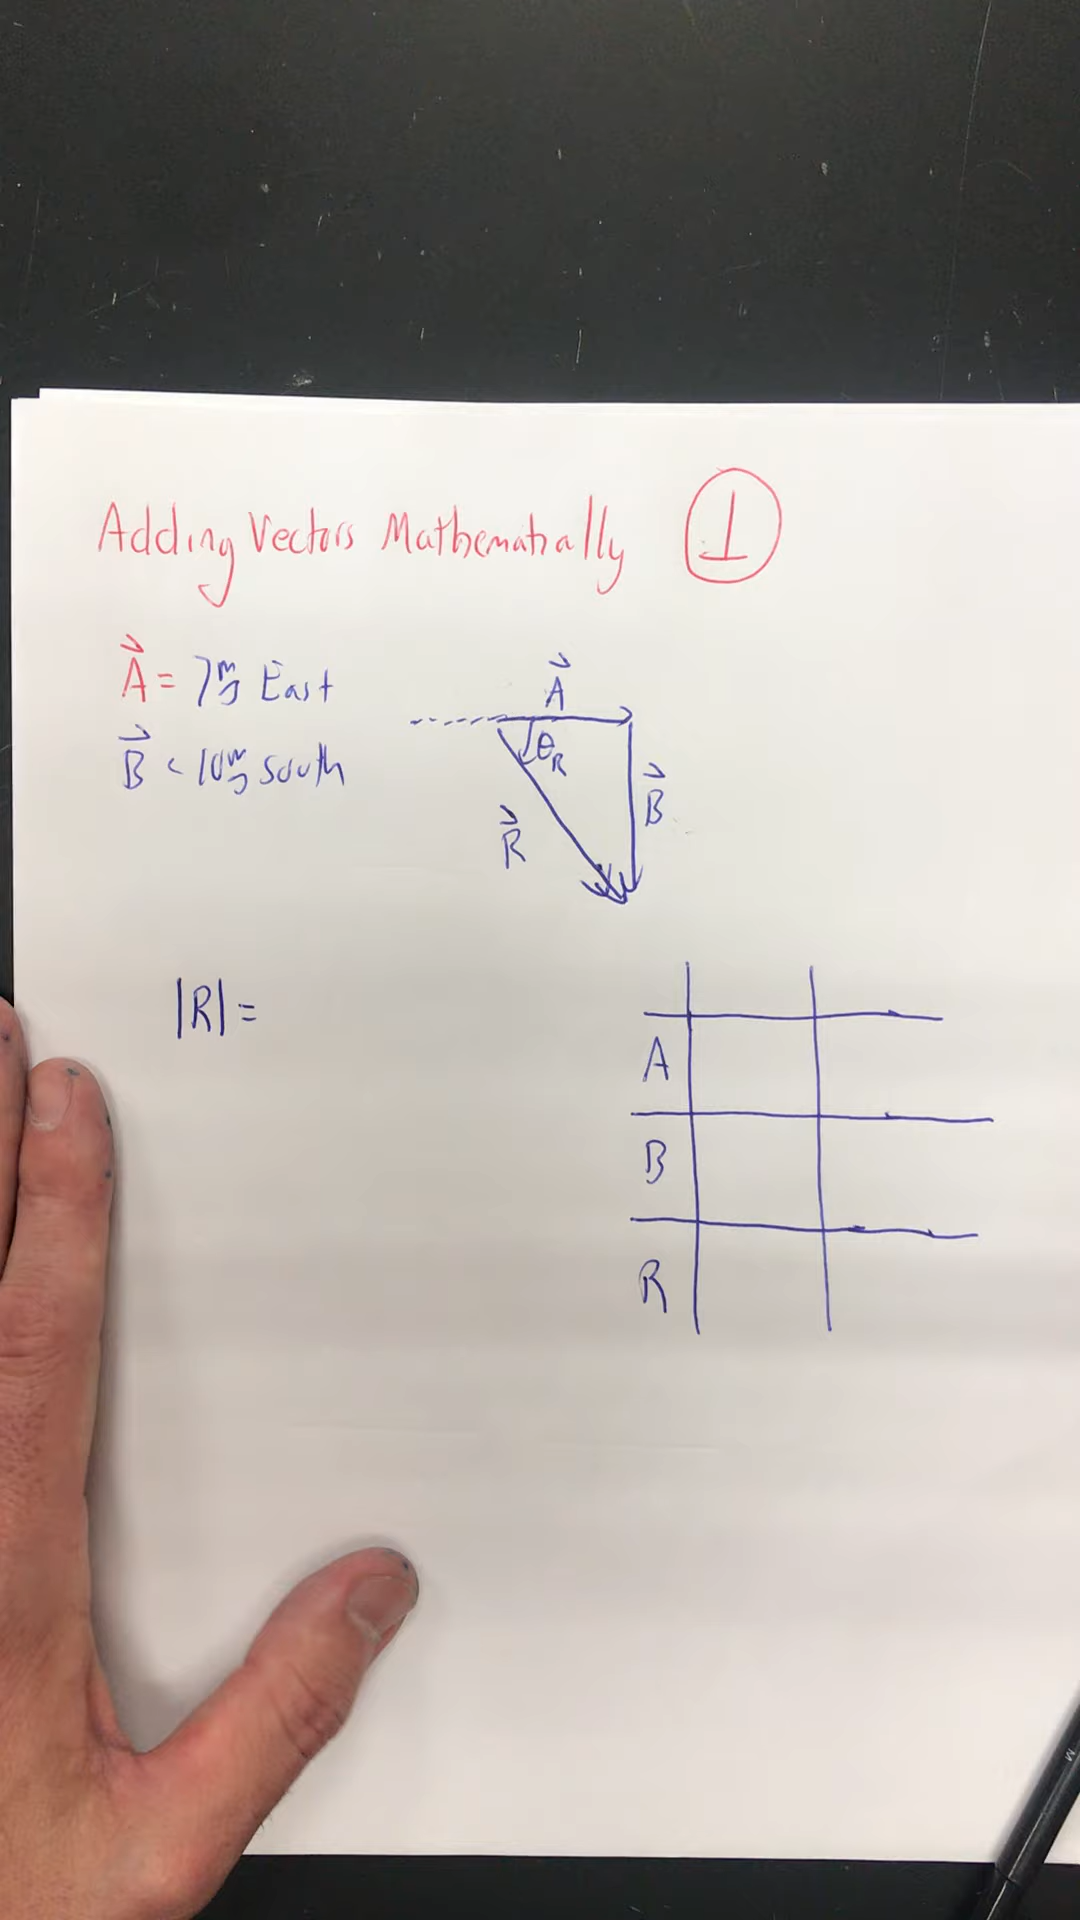 Adding Vectors Mathematically 1
A = 7 m/s East
B = 10 m/s South
A
θR
B
R
|R| =
A
B
R